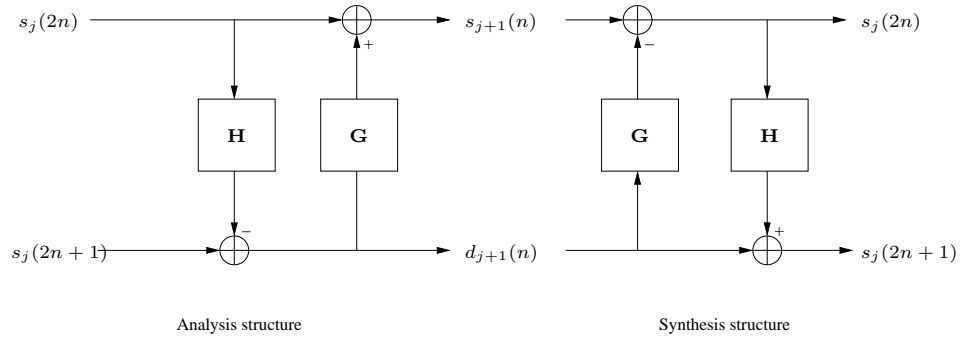 s_j(2n) + s_{j+1}(n) − s_j(2n)
H G G H
s_j(2n + 1) − d_{j+1}(n) + s_j(2n + 1)
Analysis structure Synthesis structure